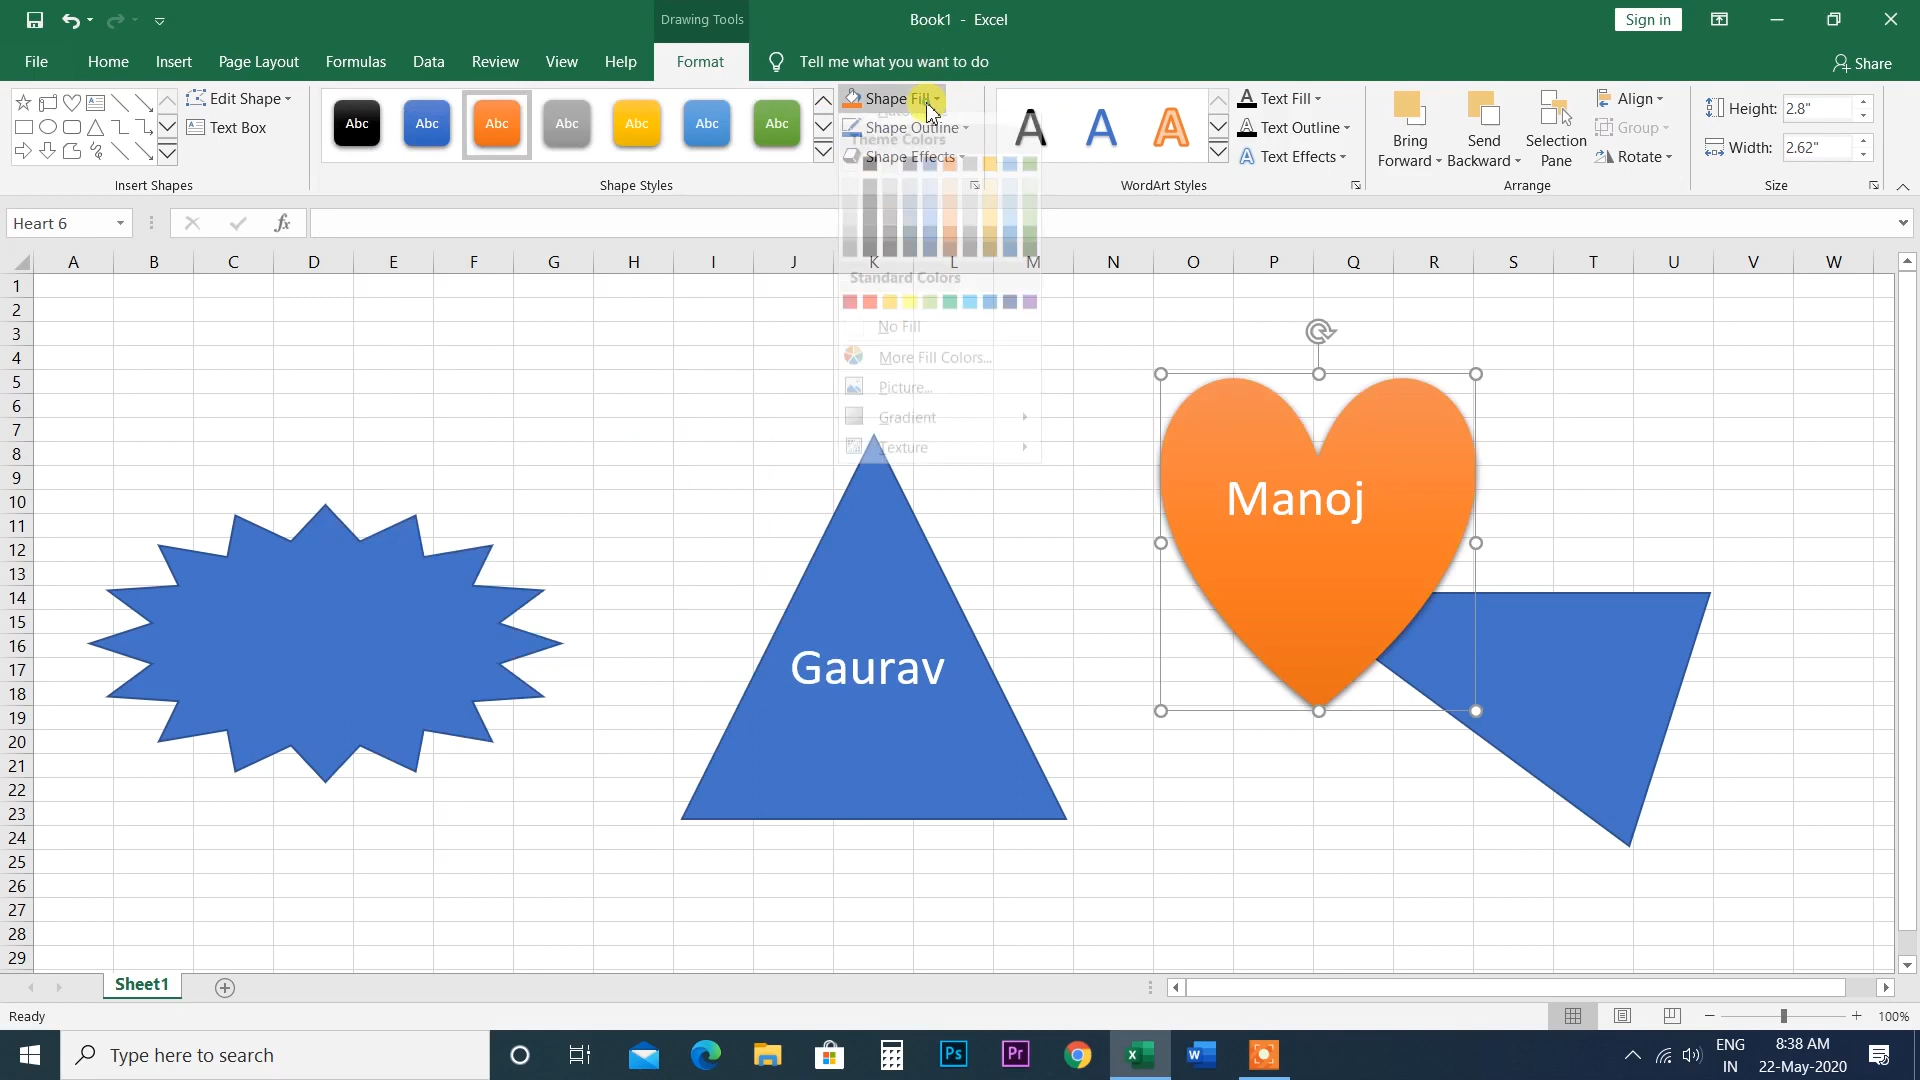 Drawing Tools
Book1 - Excel
Sign in
File
Home
Insert
Page Layout
Formulas
Data
Review
View
Help
Format
Tell me what you want to do
Share
Edit Shape
Text Box
Insert Shapes
Abc
Abc
Abc
Abc
Abc
Abc
Abc
Shape Styles
Shape Fill
Shape Outline
Shape Effects
Theme Colors
Standard Colors
No Fill
More Fill Colors...
Picture...
Gradient
Texture
A
A
A
WordArt Styles
Text Fill
Text Outline
Text Effects
Bring Forward
Send Backward
Selection Pane
Align
Group
Rotate
Arrange
Height: 2.8"
Width: 2.62"
Size
Heart 6
fx
A B C D E F G H I J K L M N O P Q R S T U V W
1
2
3
4
5
6
7
8
9
10
11
12
13
14
15
16
17
18
19
20
21
22
23
24
25
26
27
28
29
Manoj
Gaurav
Sheet1
Ready
100%
Type here to search
Ps
Pr
ENG
IN
8:38 AM
22-May-2020